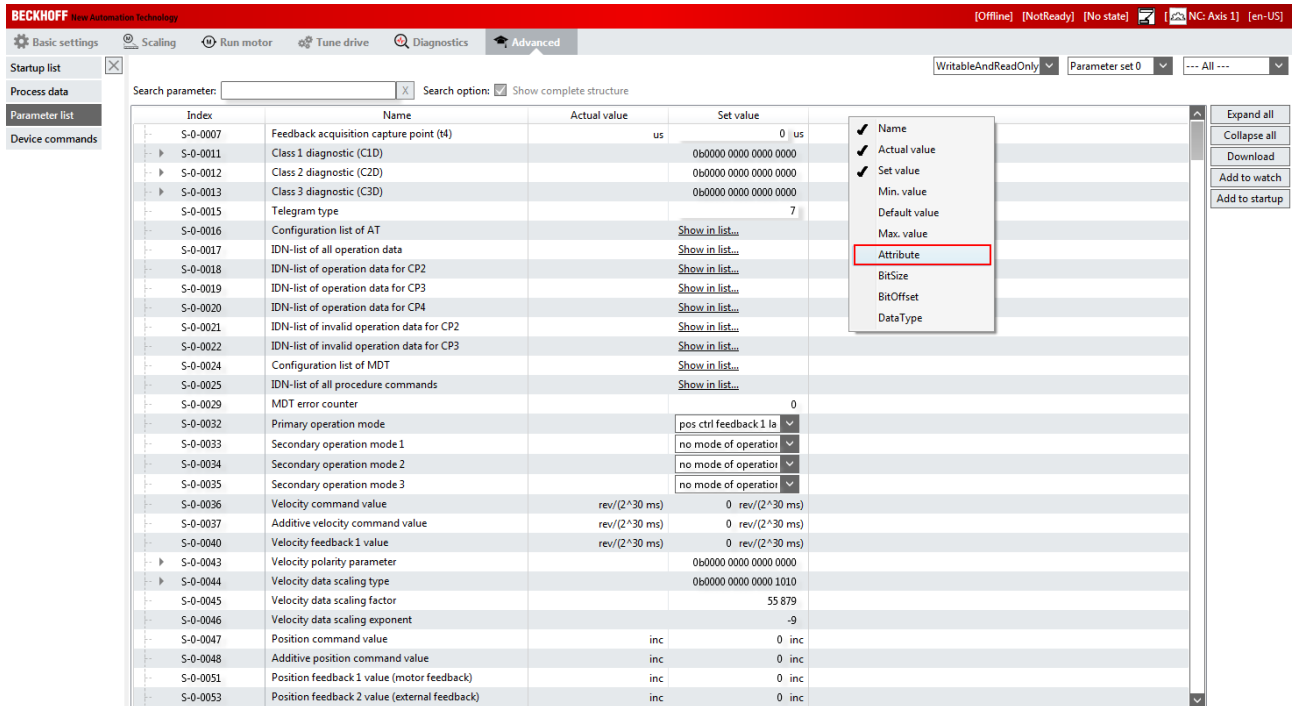 BECKHOFF New Automation Technology [Offline] [NotReady] [No state] [ NC: Axis 1] [en-US]
Basic settings Scaling Run motor Tune drive Diagnostics Advanced
Startup list WritableAndReadOnly Parameter set 0 --- All ---
Process data Search parameter: X Search option: Show complete structure
Parameter list Index Name Actual value Set value Expand all
Device commands Collapse all
Download
Add to watch
Add to startup
Name
Actual value
Set value
Min. value
Default value
Max. value
Attribute
BitSize
BitOffset
DataType
S-0-0007 Feedback acquisition capture point (t4) us 0 us
S-0-0011 Class 1 diagnostic (C1D) 0b0000 0000 0000 0000
S-0-0012 Class 2 diagnostic (C2D) 0b0000 0000 0000 0000
S-0-0013 Class 3 diagnostic (C3D) 0b0000 0000 0000 0000
S-0-0015 Telegram type 7
S-0-0016 Configuration list of AT Show in list...
S-0-0017 IDN-list of all operation data Show in list...
S-0-0018 IDN-list of operation data for CP2 Show in list...
S-0-0019 IDN-list of operation data for CP3 Show in list...
S-0-0020 IDN-list of operation data for CP4 Show in list...
S-0-0021 IDN-list of invalid operation data for CP2 Show in list...
S-0-0022 IDN-list of invalid operation data for CP3 Show in list...
S-0-0024 Configuration list of MDT Show in list...
S-0-0025 IDN-list of all procedure commands Show in list...
S-0-0029 MDT error counter 0
S-0-0032 Primary operation mode pos ctrl feedback 1 la
S-0-0033 Secondary operation mode 1 no mode of operation
S-0-0034 Secondary operation mode 2 no mode of operation
S-0-0035 Secondary operation mode 3 no mode of operation
S-0-0036 Velocity command value rev/(2^30 ms) 0 rev/(2^30 ms)
S-0-0037 Additive velocity command value rev/(2^30 ms) 0 rev/(2^30 ms)
S-0-0040 Velocity feedback 1 value rev/(2^30 ms) 0 rev/(2^30 ms)
S-0-0043 Velocity polarity parameter 0b0000 0000 0000 0000
S-0-0044 Velocity data scaling type 0b0000 0000 0000 1010
S-0-0045 Velocity data scaling factor 55 879
S-0-0046 Velocity data scaling exponent -9
S-0-0047 Position command value inc 0 inc
S-0-0048 Additive position command value inc 0 inc
S-0-0051 Position feedback 1 value (motor feedback) inc 0 inc
S-0-0053 Position feedback 2 value (external feedback) inc 0 inc